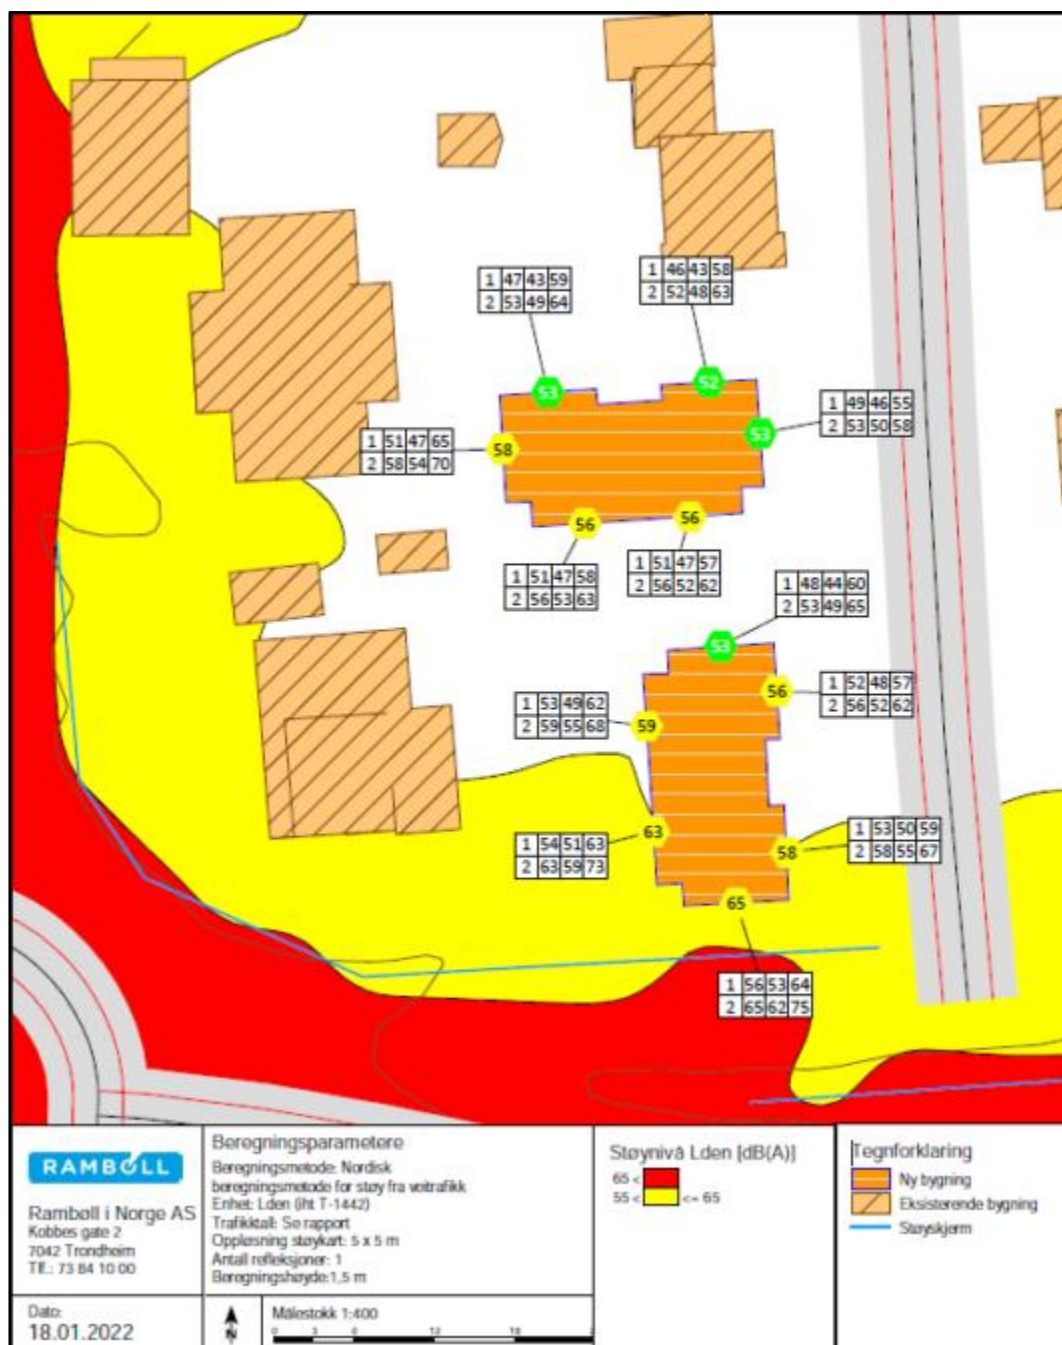 1 47 43 59
2 53 49 64
1 46 43 58
2 52 48 63
53
52
1 49 46 55
2 53 50 58
53
1 51 47 65
2 58 54 70
58
56
56
1 51 47 58
2 56 53 63
1 51 47 57
2 56 52 62
1 48 44 60
2 53 49 65
53
1 52 48 57
2 56 52 62
56
1 53 49 62
2 59 55 68
59
1 54 51 63
2 63 59 73
63
1 53 50 59
2 58 55 67
58
65
1 56 53 64
2 65 62 75
RAMBOLL
Rambøll i Norge AS
Kobbes gate 2
7042 Trondheim
Tlf.: 73 84 10 00
Dato:
18.01.2022
Beregningsparametere
Beregningsmetode: Nordisk
beregningsmetode for støy fra veitrafikk
Enhet: Lden (iht T-1442)
Trafikktall: Se rapport
Oppløsning støykart: 5 x 5 m
Antall refleksjoner: 1
Beregningshøyde: 1,5 m
N
Målestokk 1:400
0 3 6 12 18
Støynivå Lden [dB(A)]
65 <
55 < <= 65
Tegnforklaring
Ny bygning
Eksisterende bygning
Støyskjerm